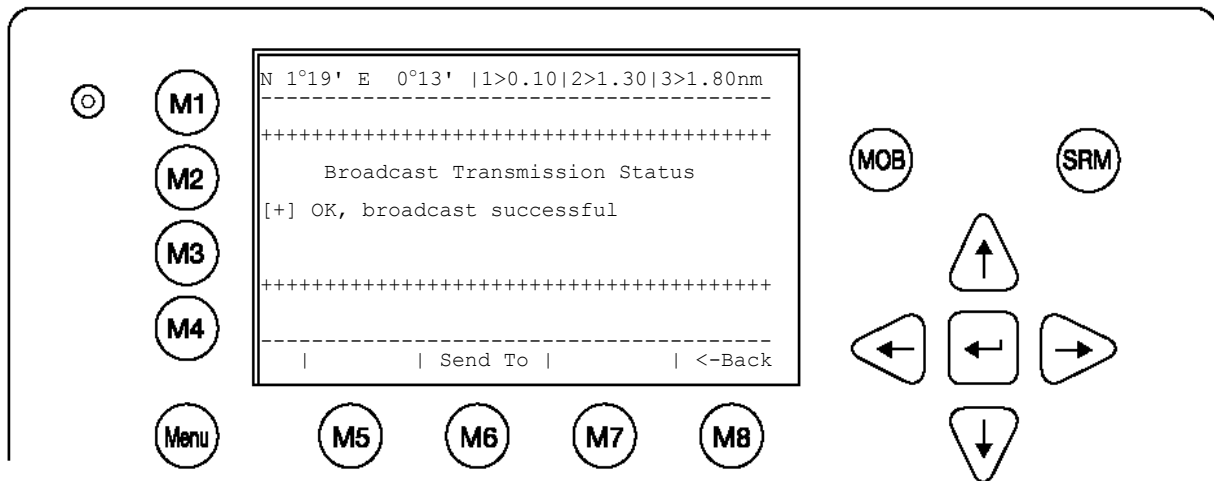 N 1°19' E 0°13' |1>0.10|2>1.30|3>1.80nm
----------------------------------------
++++++++++++++++++++++++++++++++++++++++
Broadcast Transmission Status
[+] OK, broadcast successful
++++++++++++++++++++++++++++++++++++++++
----------------------------------------
| | Send To | | <-Back
M1
M2
M3
M4
Menu
M5 M6 M7 M8
MOB SRM